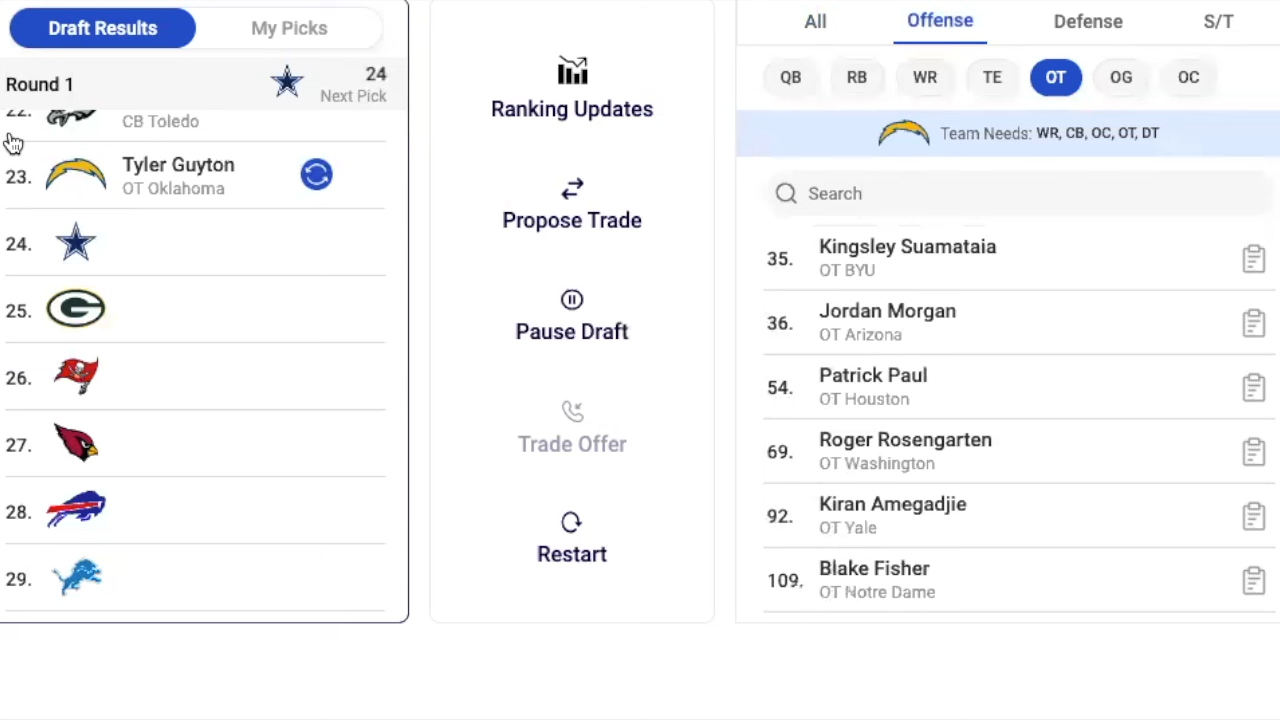 Draft Results
My Picks
Round 1
24
Next Pick
22.
CB Toledo
23.
Tyler Guyton
OT Oklahoma
24.
25.
26.
27.
28.
29.
Ranking Updates
Propose Trade
Pause Draft
Trade Offer
Restart
All
Offense
Defense
S/T
QB
RB
WR
TE
OT
OG
OC
Team Needs: WR, CB, OC, OT, DT
Search
35.
Kingsley Suamataia
OT BYU
36.
Jordan Morgan
OT Arizona
54.
Patrick Paul
OT Houston
69.
Roger Rosengarten
OT Washington
92.
Kiran Amegadjie
OT Yale
109.
Blake Fisher
OT Notre Dame